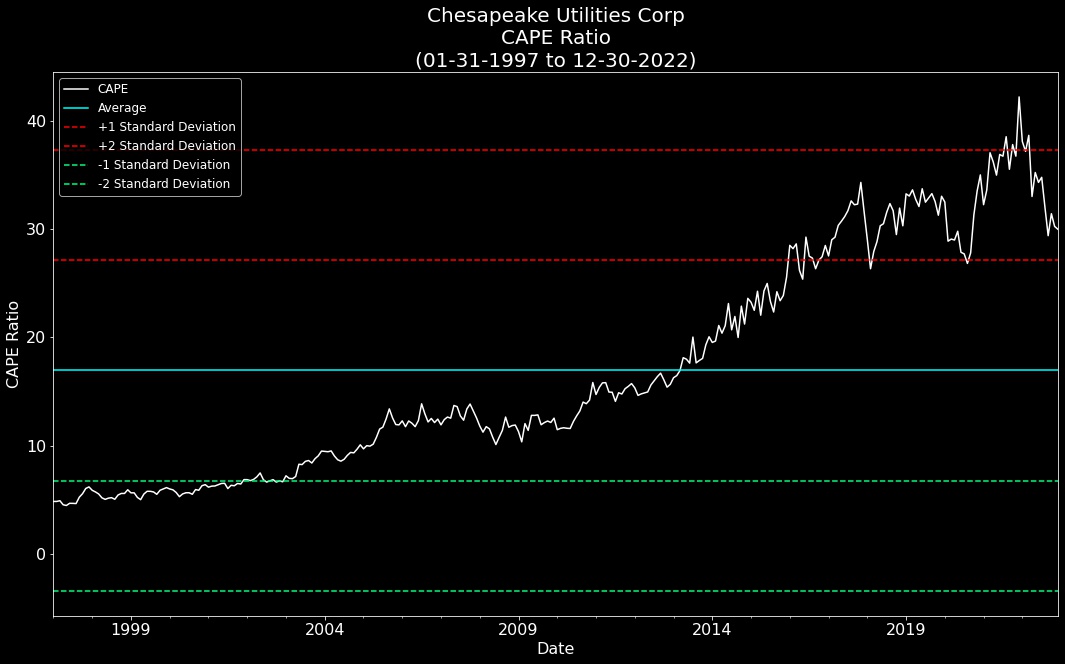 Chesapeake Utilities Corp
CAPE Ratio
(01-31-1997 to 12-30-2022)
CAPE
Average
+1 Standard Deviation
+2 Standard Deviation
-1 Standard Deviation
-2 Standard Deviation
40
30
20
10
0
CAPE Ratio
1999
2004
2009
2014
2019
Date